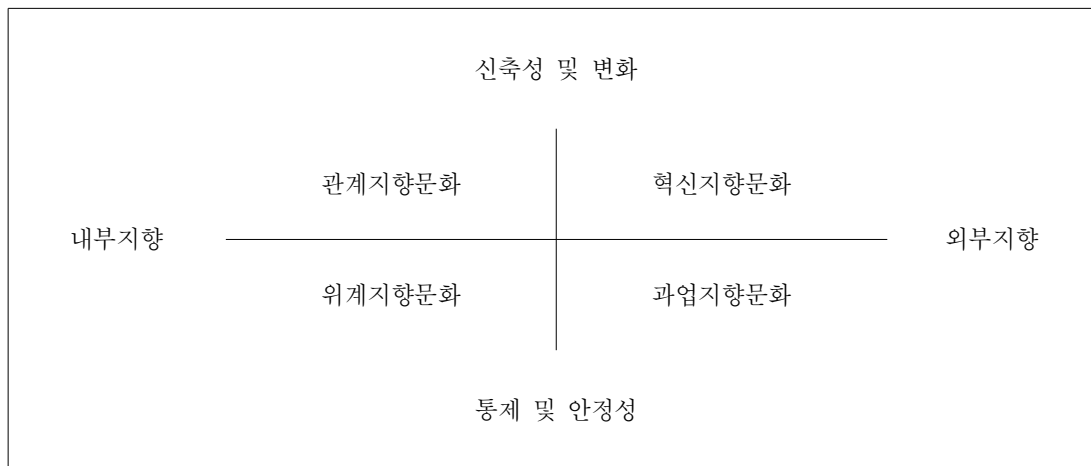 신축성 및 변화
관계지향문화 혁신지향문화
내부지향 외부지향
위계지향문화 과업지향문화
통제 및 안정성